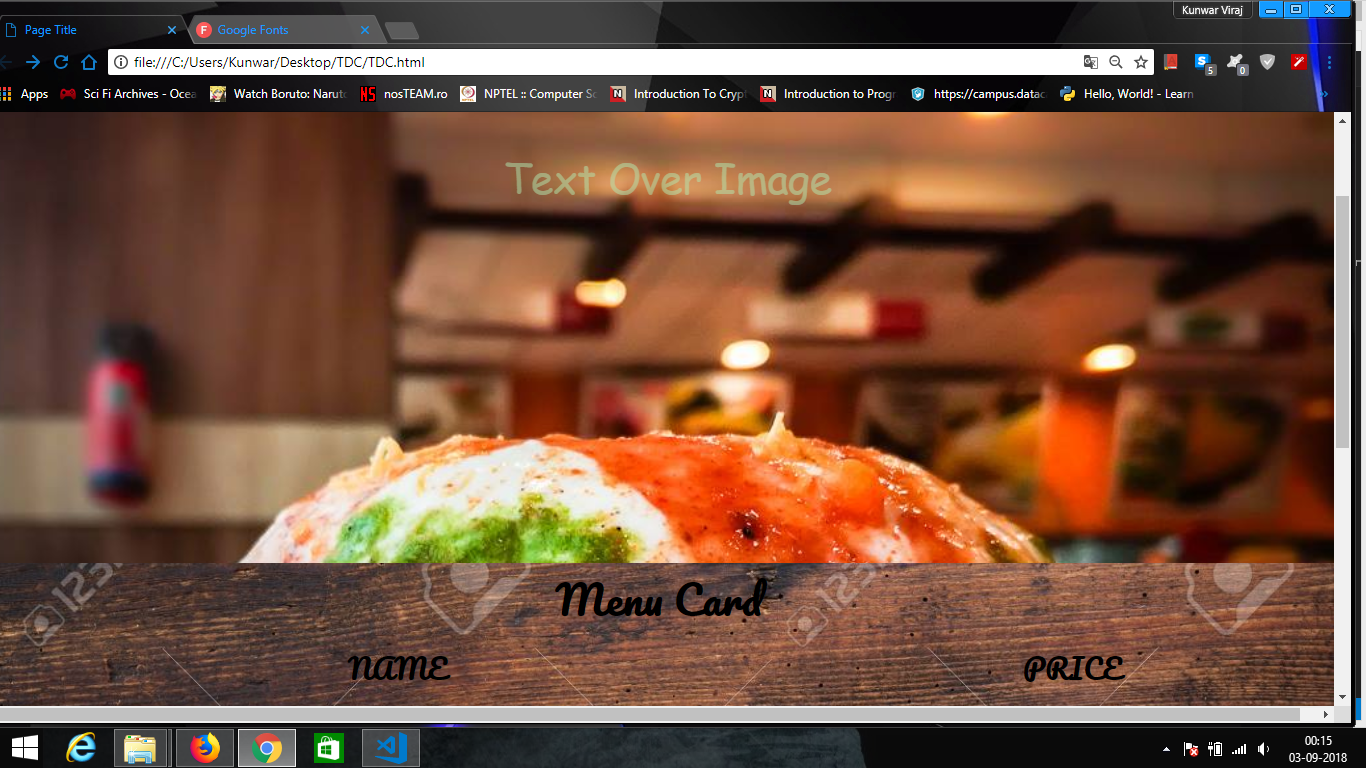 Kunwar Viraj
Page Title
Google Fonts
file:///C:/Users/Kunwar/Desktop/TDC/TDC.html
Apps Sci Fi Archives - Ocea Watch Boruto: Naruto nosTEAM.ro NPTEL :: Computer Sc Introduction To Crypt Introduction to Progr https://campus.datac Hello, World! - Learn
5
0
Text Over Image
Menu Card
NAME PRICE
00:15
03-09-2018